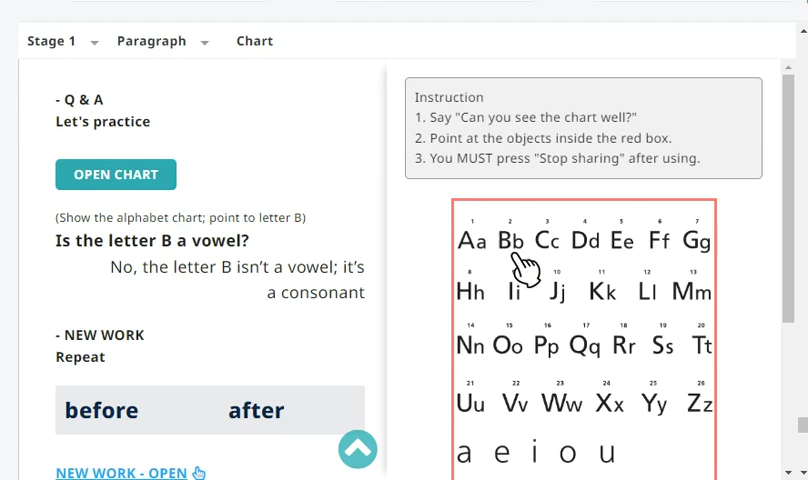 Stage 1 Paragraph Chart
- Q & A
Let's practice
OPEN CHART
(Show the alphabet chart; point to letter B)
Is the letter B a vowel?
No, the letter B isn't a vowel; it's
a consonant
- NEW WORK
Repeat
before after
NEW WORK - OPEN
Instruction
1. Say "Can you see the chart well?"
2. Point at the objects inside the red box.
3. You MUST press "Stop sharing" after using.
1 2 3 4 5 6 7
Aa Bb Cc Dd Ee Ff Gg
8 10 11 12 13
Hh Ii Jj Kk Ll Mm
14 15 16 17 18 19 20
Nn Oo Pp Qq Rr Ss Tt
21 22 23 24 25 26
Uu Vv Ww Xx Yy Zz
a e i o u